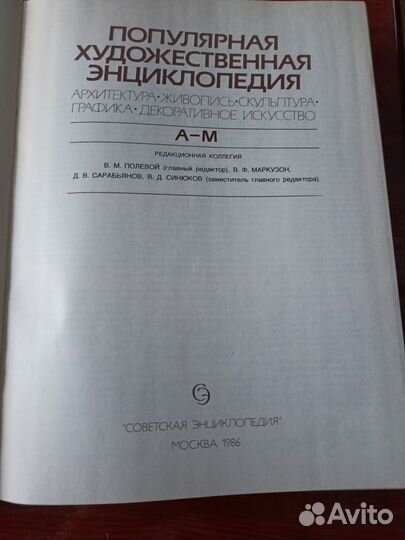 ПОПУЛЯРНАЯ
ХУДОЖЕСТВЕННАЯ
ЭНЦИКЛОПЕДИЯ
АРХИТЕКТУРА•ЖИВОПИСЬ•СКУЛЬПТУРА•
ГРАФИКА•ДЕКОРАТИВНОЕ ИСКУССТВО
А–М
РЕДАКЦИОННАЯ КОЛЛЕГИЯ
В. М. ПОЛЕВОЙ (главный редактор), В. Ф. МАРКУЗОН,
Д. В. САРАБЬЯНОВ, В. Д. СИНЮКОВ (заместитель главного редактора).
СЭ
"СОВЕТСКАЯ ЭНЦИКЛОПЕДИЯ"
МОСКВА 1986
Avito